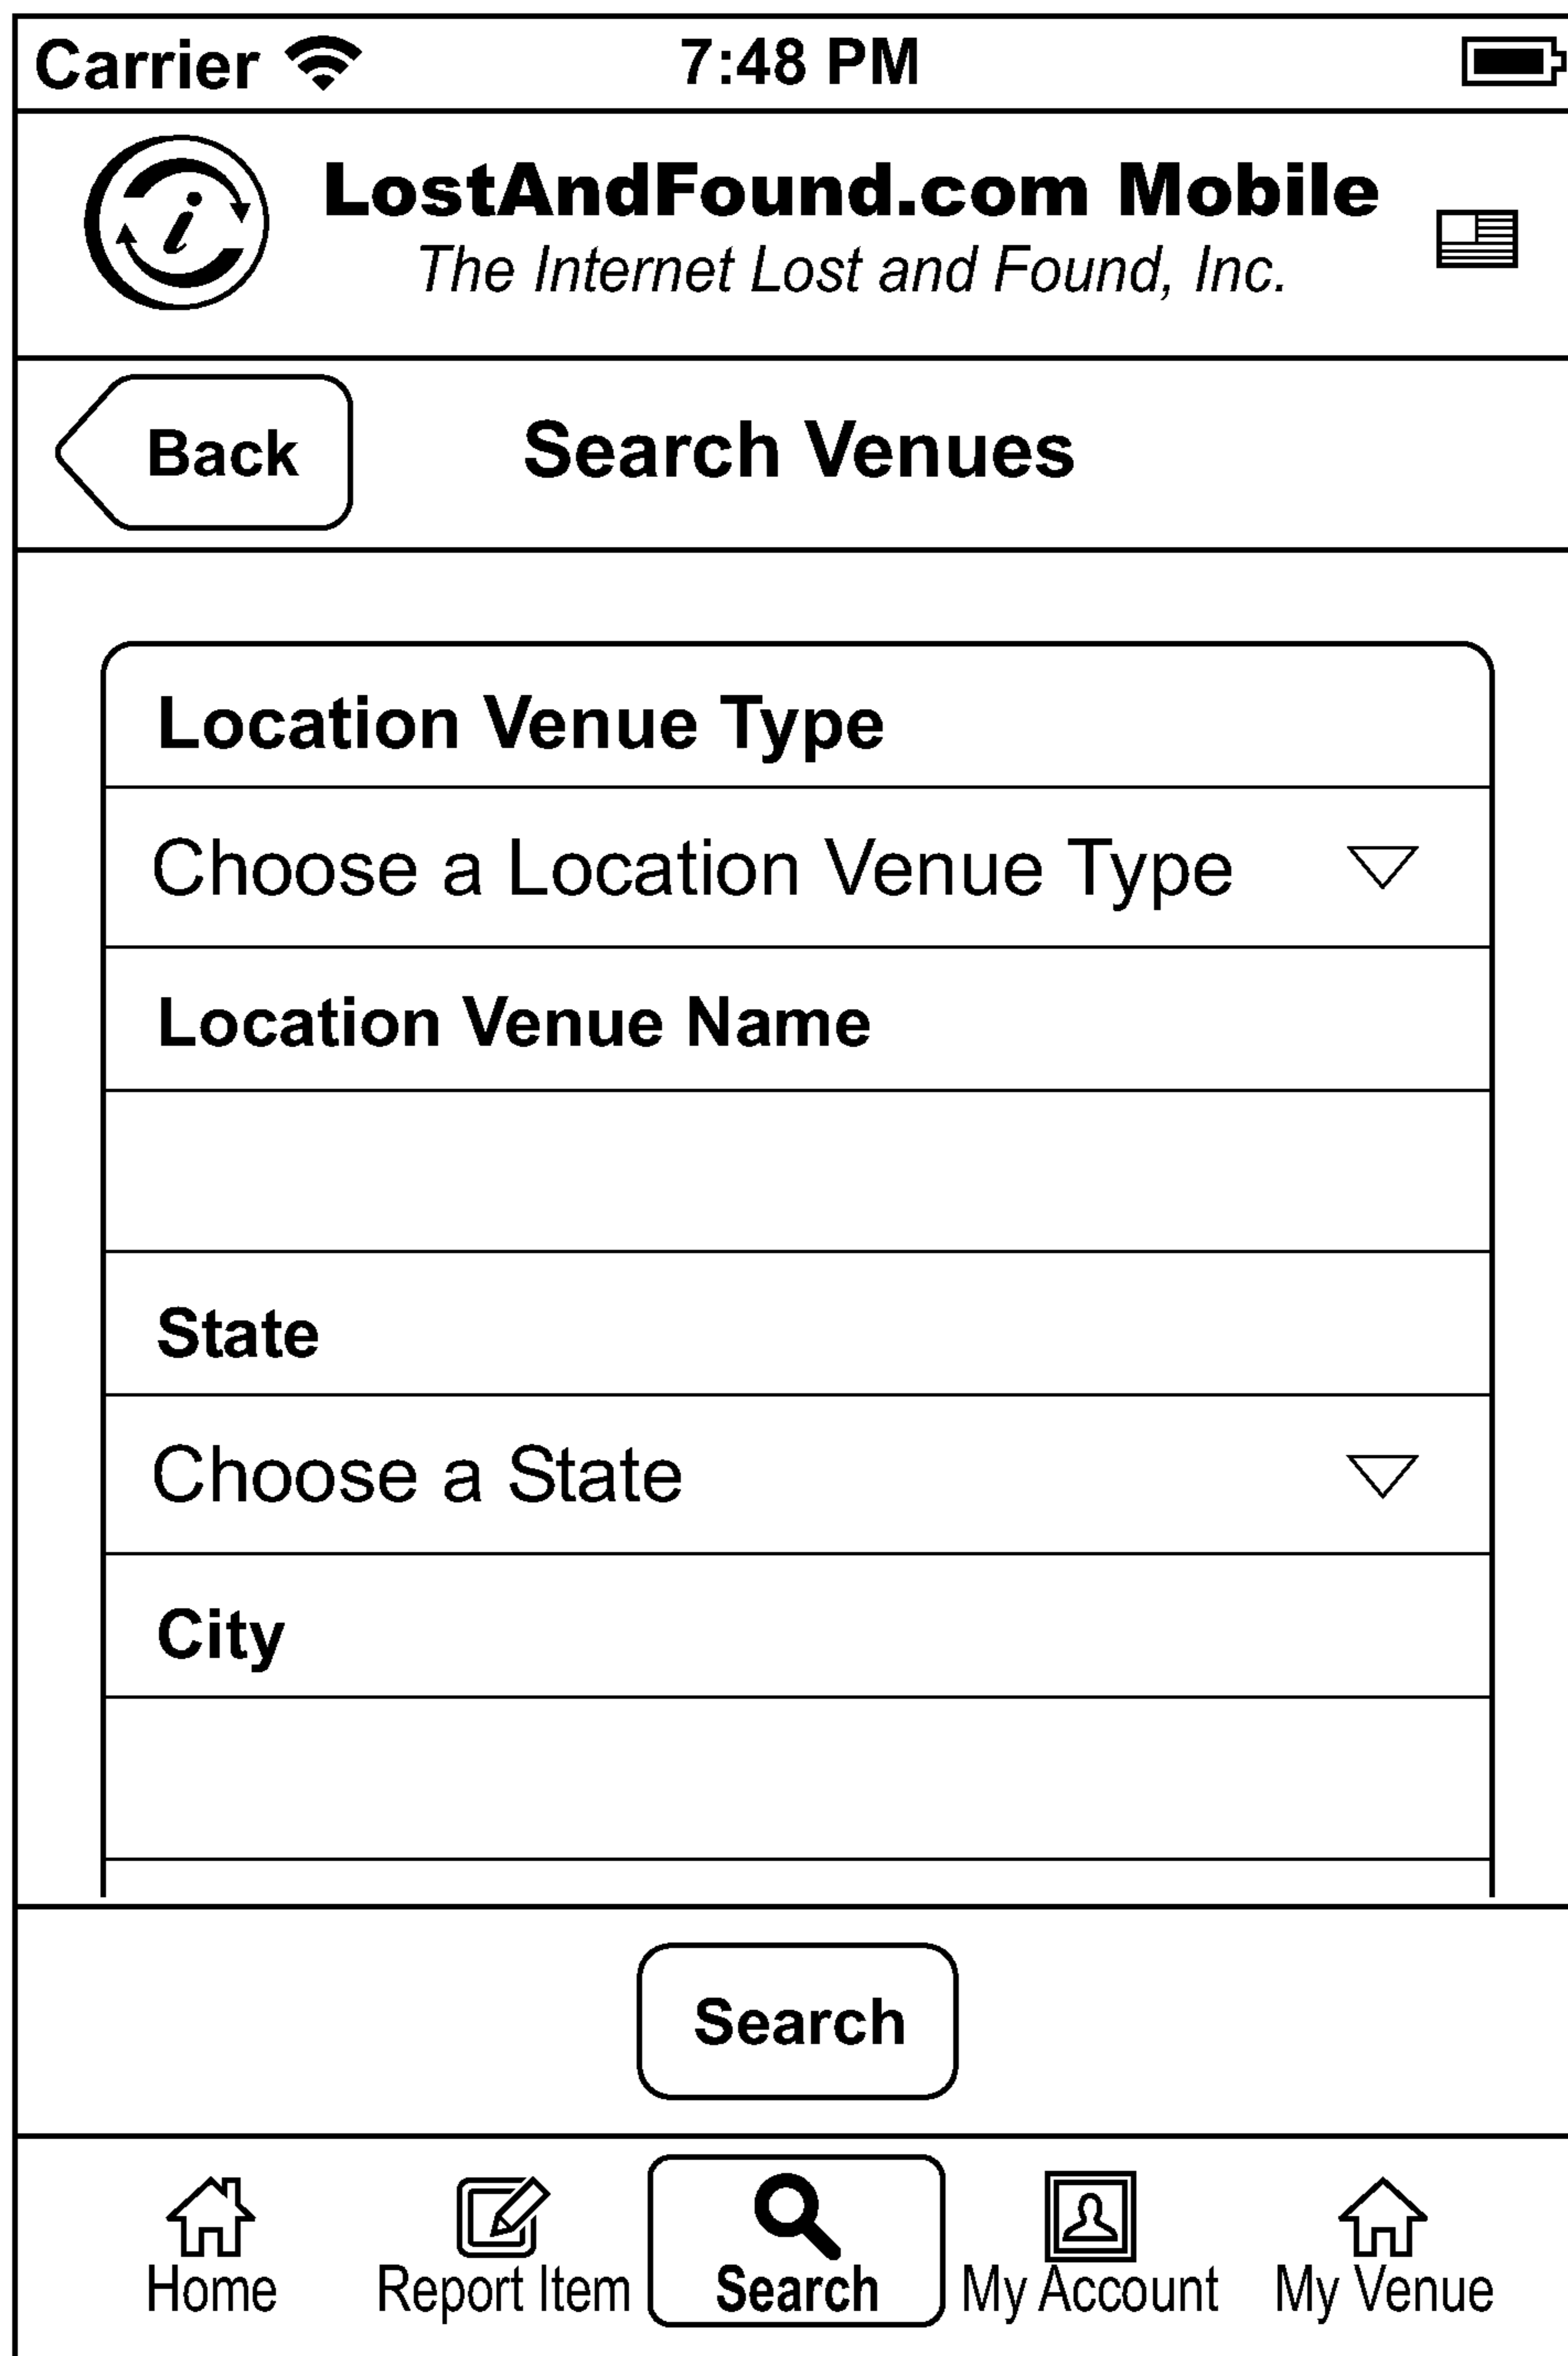 Carrier 7:48 PM
LostAndFound.com Mobile
The Internet Lost and Found, Inc.
Back Search Venues
Location Venue Type
Choose a Location Venue Type
Location Venue Name
State
Choose a State
City
Search
Home Report Item Search My Account My Venue